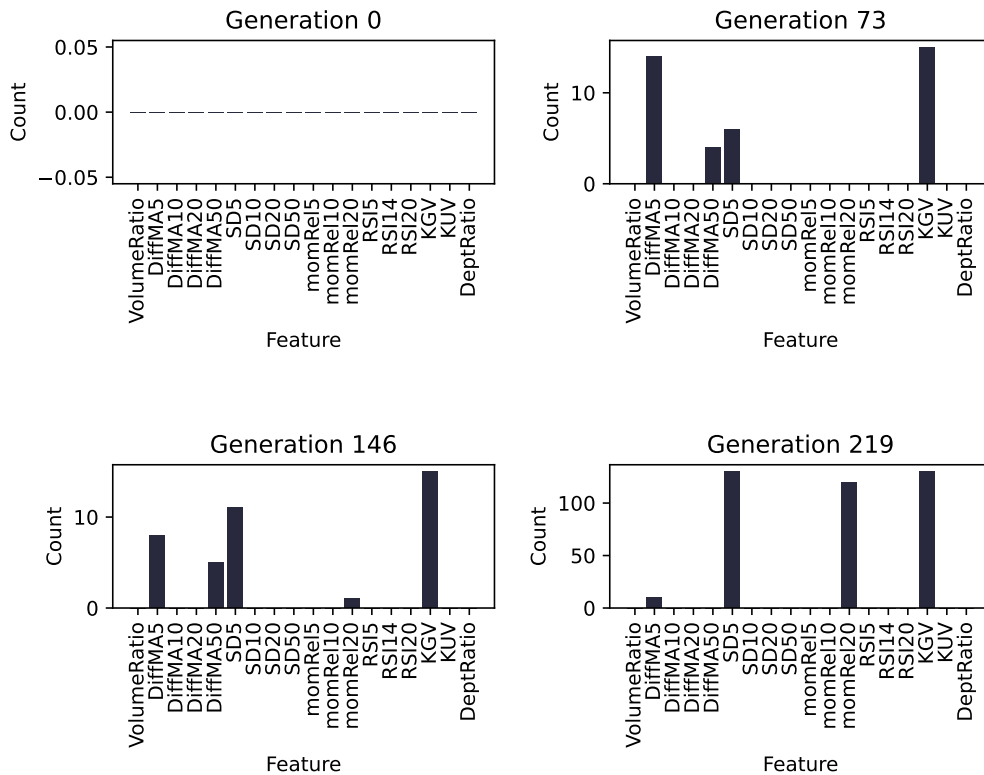 Generation 0
Count
0.05
0.00
−0.05
VolumeRatio
DiffMA5
DiffMA10
DiffMA20
DiffMA50
SD5
SD10
SD20
SD50
momRel5
momRel10
momRel20
RSI5
RSI14
RSI20
KGV
KUV
DeptRatio
Feature
Generation 73
Count
10
0
VolumeRatio
DiffMA5
DiffMA10
DiffMA20
DiffMA50
SD5
SD10
SD20
SD50
momRel5
momRel10
momRel20
RSI5
RSI14
RSI20
KGV
KUV
DeptRatio
Feature
Generation 146
Count
10
0
VolumeRatio
DiffMA5
DiffMA10
DiffMA20
DiffMA50
SD5
SD10
SD20
SD50
momRel5
momRel10
momRel20
RSI5
RSI14
RSI20
KGV
KUV
DeptRatio
Feature
Generation 219
Count
100
50
0
VolumeRatio
DiffMA5
DiffMA10
DiffMA20
DiffMA50
SD5
SD10
SD20
SD50
momRel5
momRel10
momRel20
RSI5
RSI14
RSI20
KGV
KUV
DeptRatio
Feature